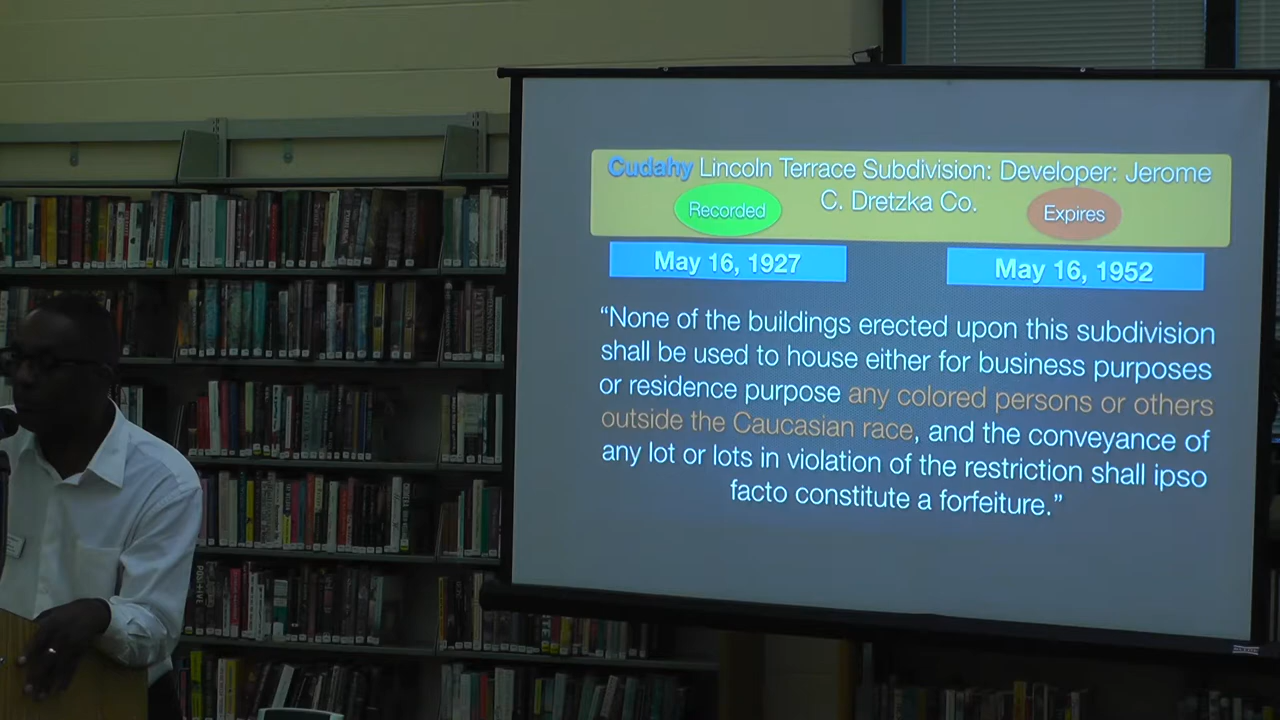 Cudahy Lincoln Terrace Subdivision: Developer: Jerome
C. Dretzka Co.
Recorded
Expires
May 16, 1927
May 16, 1952
“None of the buildings erected upon this subdivision
shall be used to house either for business purposes
or residence purpose any colored persons or others
outside the Caucasian race, and the conveyance of
any lot or lots in violation of the restriction shall ipso
facto constitute a forfeiture.”